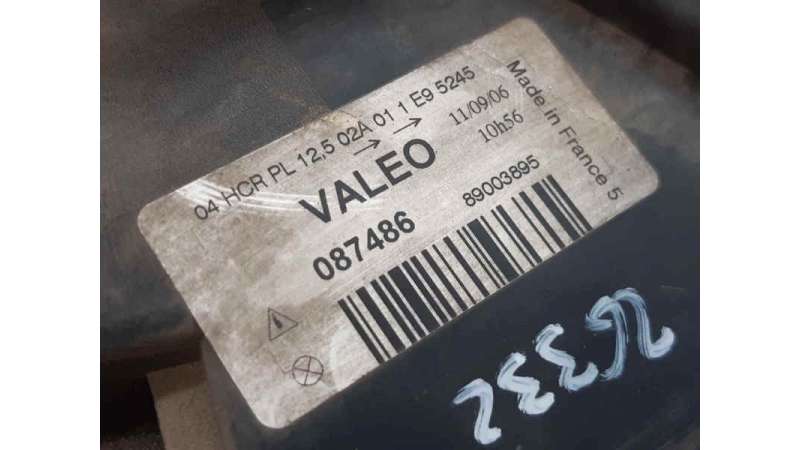 04 HCR PL 12,5 02A 01 1 E9 5245
→ →
VALEO
11/09/06
10h56
Made in France 5
087486
89003895
26332